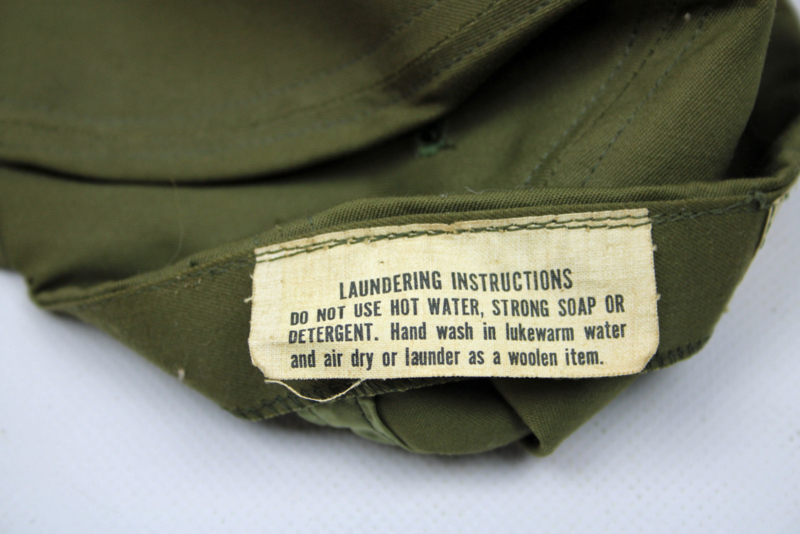 LAUNDERING INSTRUCTIONS
DO NOT USE HOT WATER, STRONG SOAP OR
DETERGENT. Hand wash in lukewarm water
and air dry or launder as a woolen item.